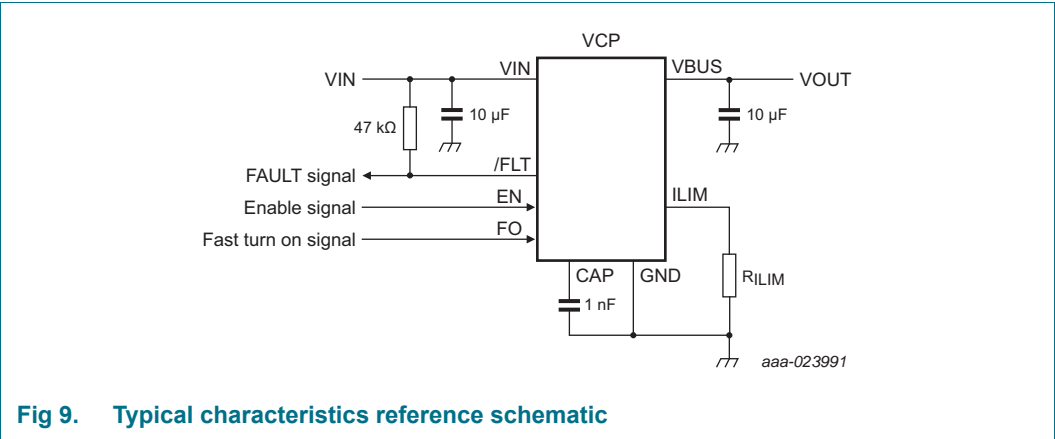 VCP
VIN
VIN
VBUS
VOUT
47 kΩ
10 μF
10 μF
/FLT
FAULT signal
EN
ILIM
Enable signal
FO
Fast turn on signal
CAP
GND
RILIM
1 nF
aaa-023991
Fig 9. Typical characteristics reference schematic